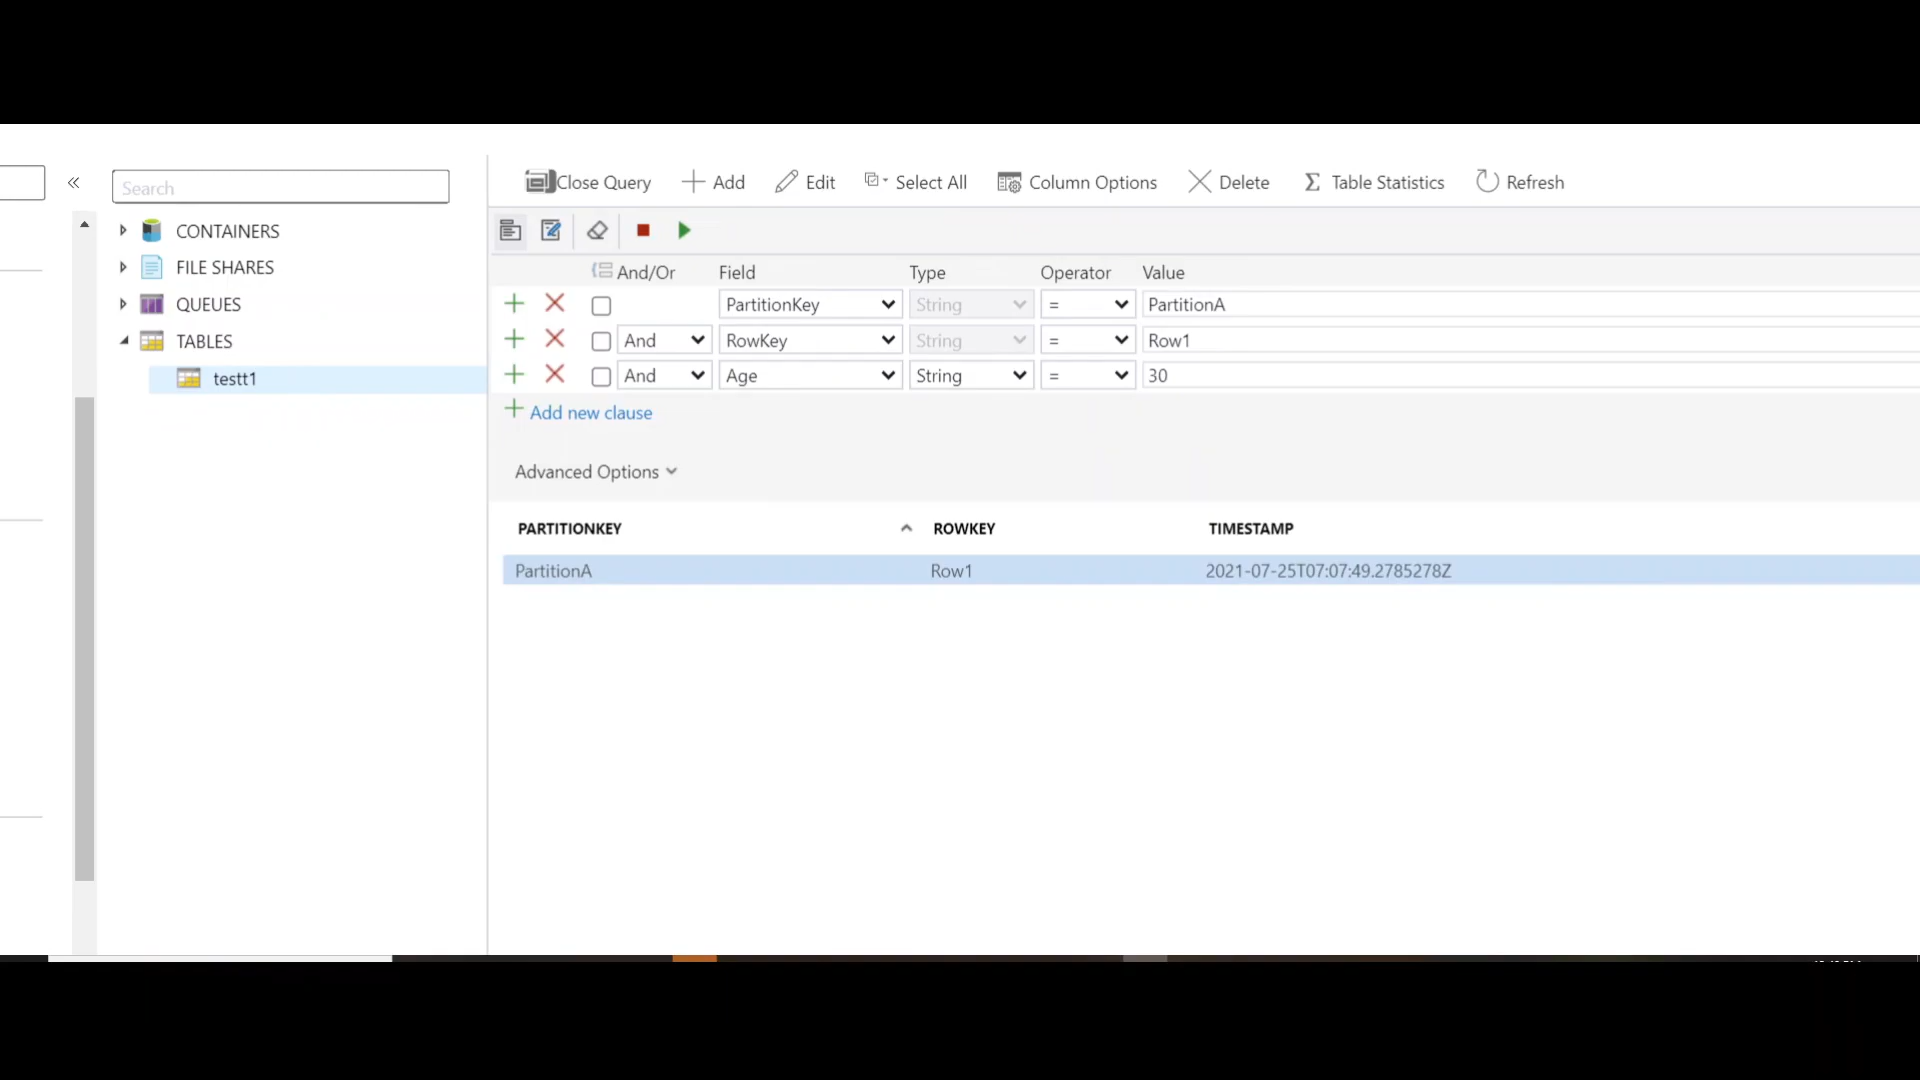 «
Search
Close Query Add Edit Select All Column Options Delete Σ Table Statistics Refresh
CONTAINERS
FILE SHARES
QUEUES
TABLES
testt1
And/Or Field Type Operator Value
PartitionKey String = PartitionA
And RowKey String = Row1
And Age String = 30
+ Add new clause
Advanced Options
PARTITIONKEY ROWKEY TIMESTAMP
PartitionA Row1 2021-07-25T07:07:49.2785278Z